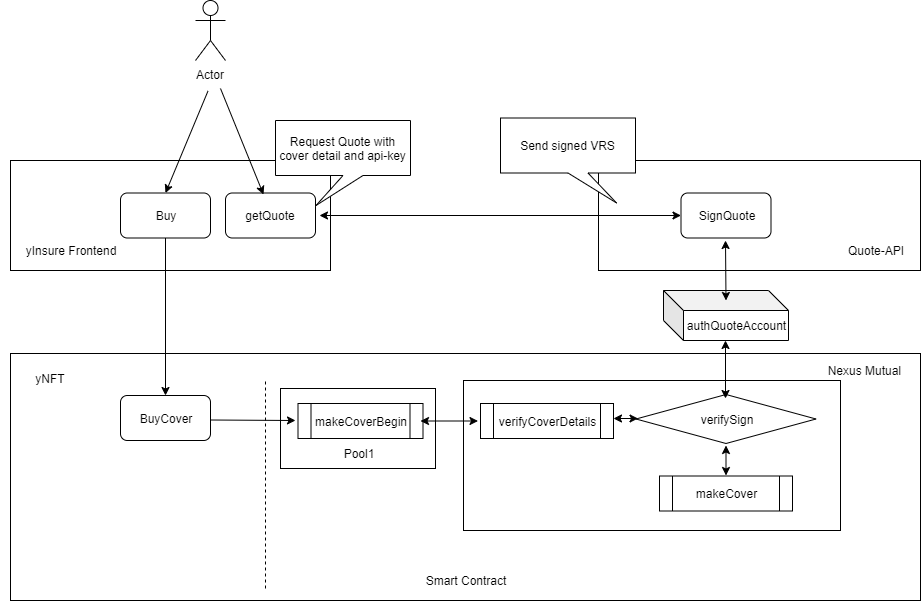 Actor
Request Quote with
cover detail and api-key
Send signed VRS
Buy
getQuote
SignQuote
yInsure Frontend
Quote-API
authQuoteAccount
yNFT
Nexus Mutual
BuyCover
makeCoverBegin
verifyCoverDetails
verifySign
Pool1
makeCover
Smart Contract